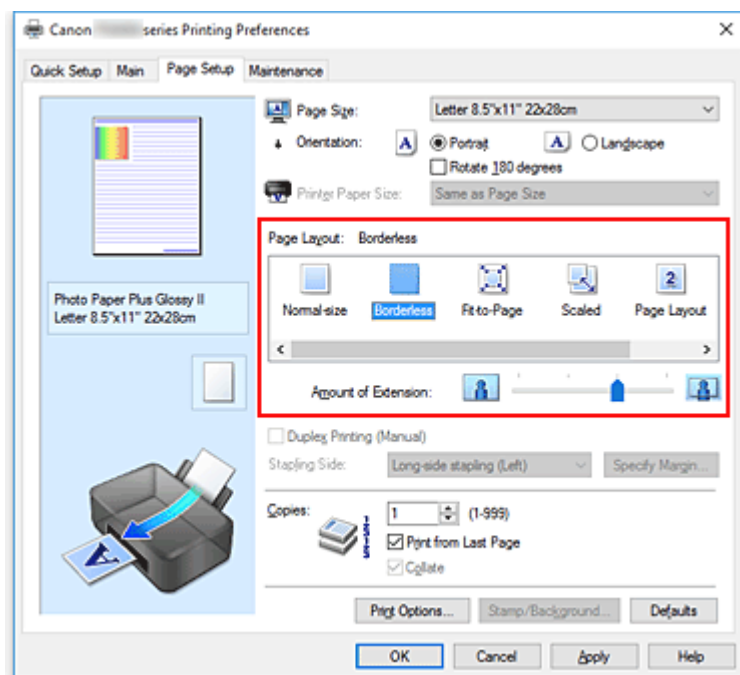 Canon series Printing Preferences
Quick Setup Main Page Setup Maintenance
Page Size: Letter 8.5"x11" 22x28cm
Orientation: A Portrait A Landscape
Rotate 180 degrees
Printer Paper Size: Same as Page Size
Page Layout: Borderless
2
Normal-size Borderless Fit-to-Page Scaled Page Layout
Photo Paper Plus Glossy II
Letter 8.5"x11" 22x28cm
Amount of Extension:
Duplex Printing (Manual)
Stapling Side: Long-side stapling (Left) Specify Margin...
Copies: 1 (1-999)
Print from Last Page
Collate
A
Print Options... Stamp/Background... Defaults
OK Cancel Apply Help